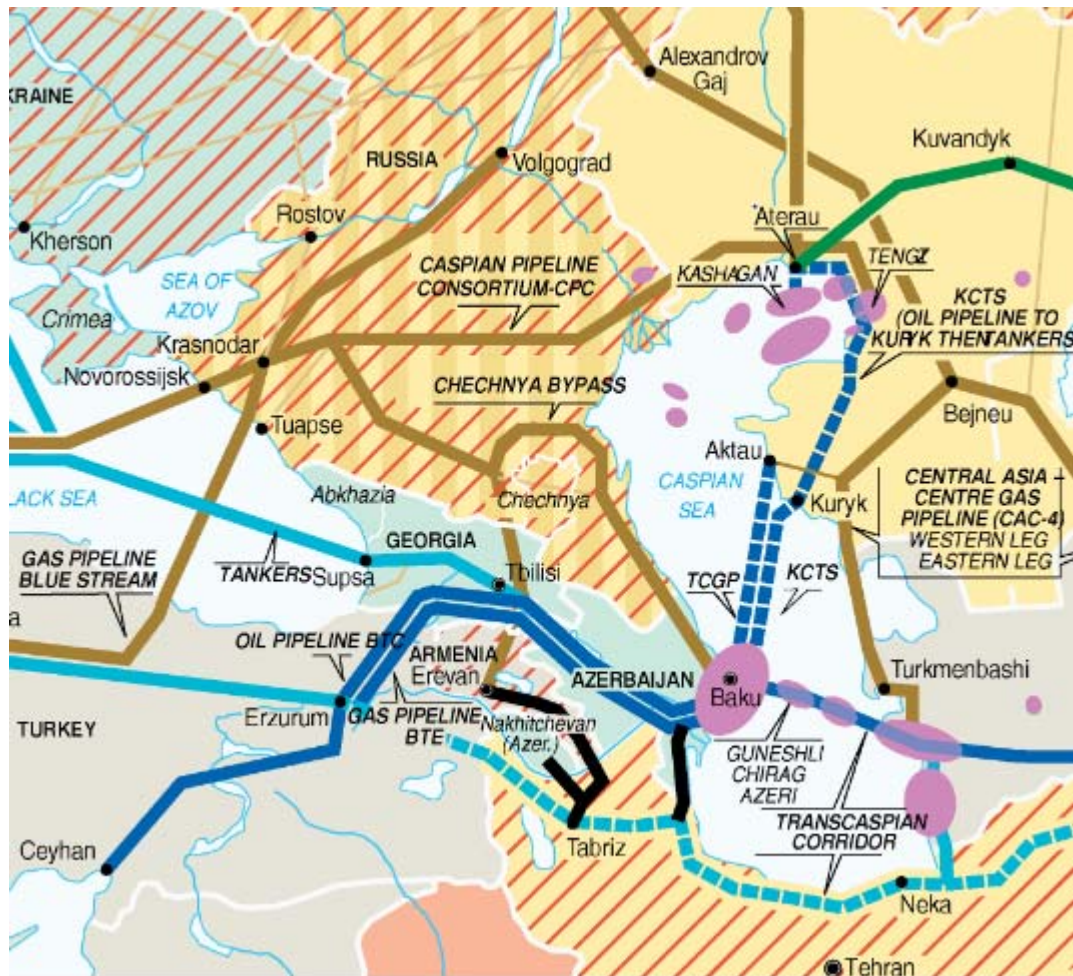 Alexandrov
Gaj
KRAINE
RUSSIA
Volgograd
Kuvandyk
Kherson
Rostov
Aterau
SEA OF
AZOV
CASPIAN PIPELINE
CONSORTIUM-CPC
KASHAGAN
TENGZ
KCTS
(OIL PIPELINE TO
KURYK THEN TANKERS
Crimea
Krasnodar
Novorossijsk
CHECHNYA BYPASS
Bejneu
Tuapse
Aktau
LACK SEA
Abkhazia
Chechnya
CASPIAN
SEA
Kuryk
CENTRAL ASIA –
CENTRE GAS
PIPELINE (CAC-4)
WESTERN LEG
EASTERN LEG
GAS PIPELINE
BLUE STREAM
GEORGIA
TANKERS
Supsa
Tbilisi
TCGP
KCTS
a
OIL PIPELINE BTC
ARMENIA
Erevan
AZERBAIJAN
Baku
Turkmenbashi
TURKEY
Erzurum
GAS PIPELINE
BTE
Nakhitchevan
(Azer.)
GUNESHLI
CHIRAG
AZERI
TRANSCASPIAN
CORRIDOR
Ceyhan
Tabriz
Neka
Tehran